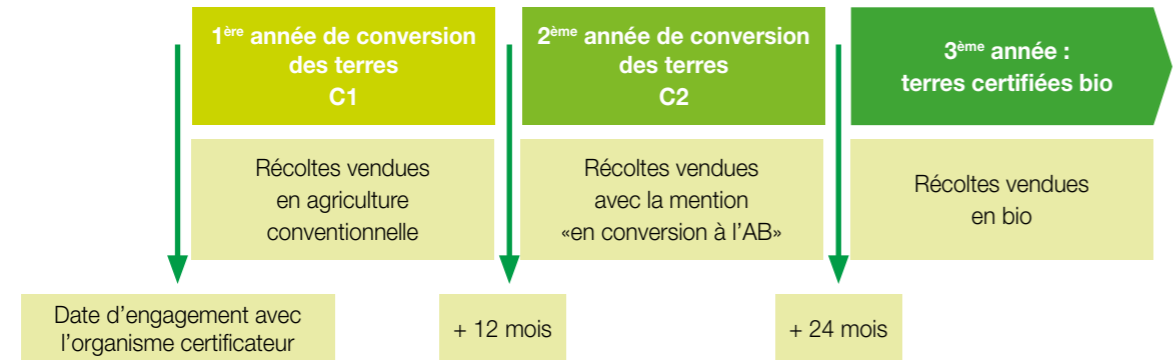 1ère année de conversion
des terres
C1
2ème année de conversion
des terres
C2
3ème année :
terres certifiées bio
Récoltes vendues
en agriculture
conventionnelle
Récoltes vendues
avec la mention
«en conversion à l’AB»
Récoltes vendues
en bio
Date d’engagement avec
l’organisme certificateur
+ 12 mois
+ 24 mois